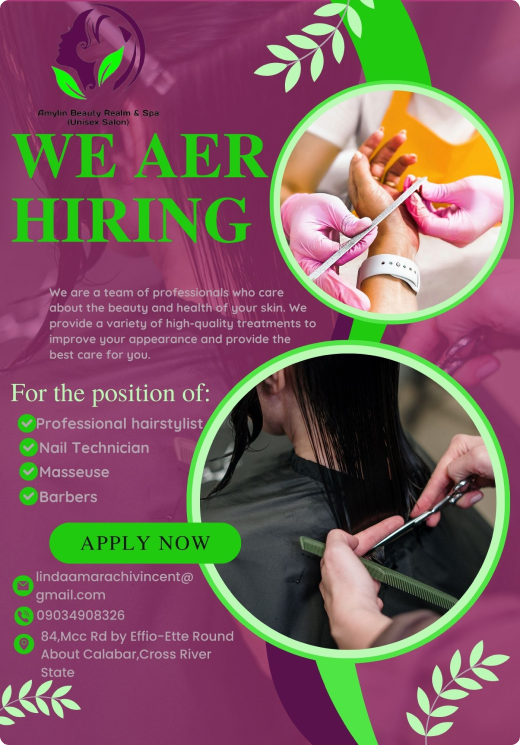 Amylin Beauty Realm & Spa
(Unisex Salon)
WE AER
HIRING
We are a team of professionals who care
about the beauty and health of your skin. We
provide a variety of high-quality treatments to
improve your appearance and provide the
best care for you.
For the position of:
Professional hairstylist
Nail Technician
Masseuse
Barbers
APPLY NOW
lindaamarachivincent@
gmail.com
09034908326
84,Mcc Rd by Effio-Ette Round
About Calabar,Cross River
State